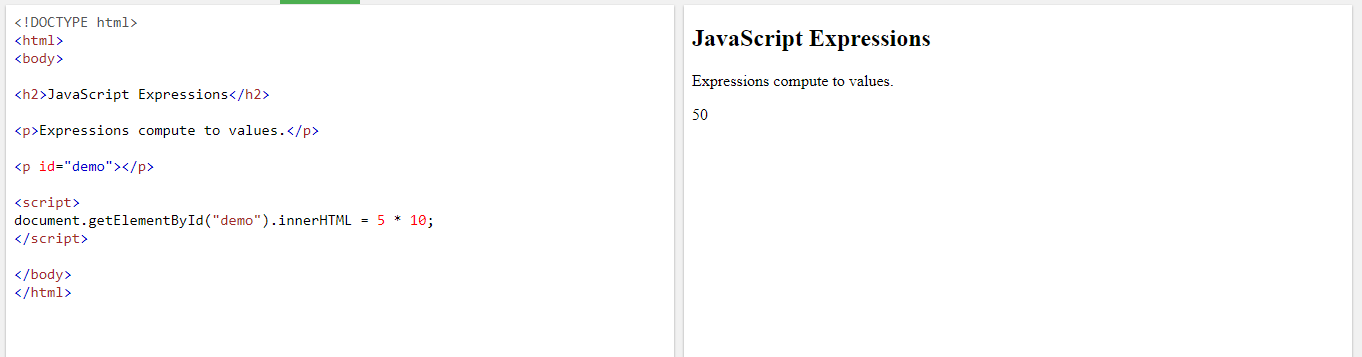 <!DOCTYPE html>
<html>
<body>
<h2>JavaScript Expressions</h2>
<p>Expressions compute to values.</p>
<p id="demo"></p>
<script>
document.getElementById("demo").innerHTML = 5 * 10;
</script>
</body>
</html>
JavaScript Expressions
Expressions compute to values.
50